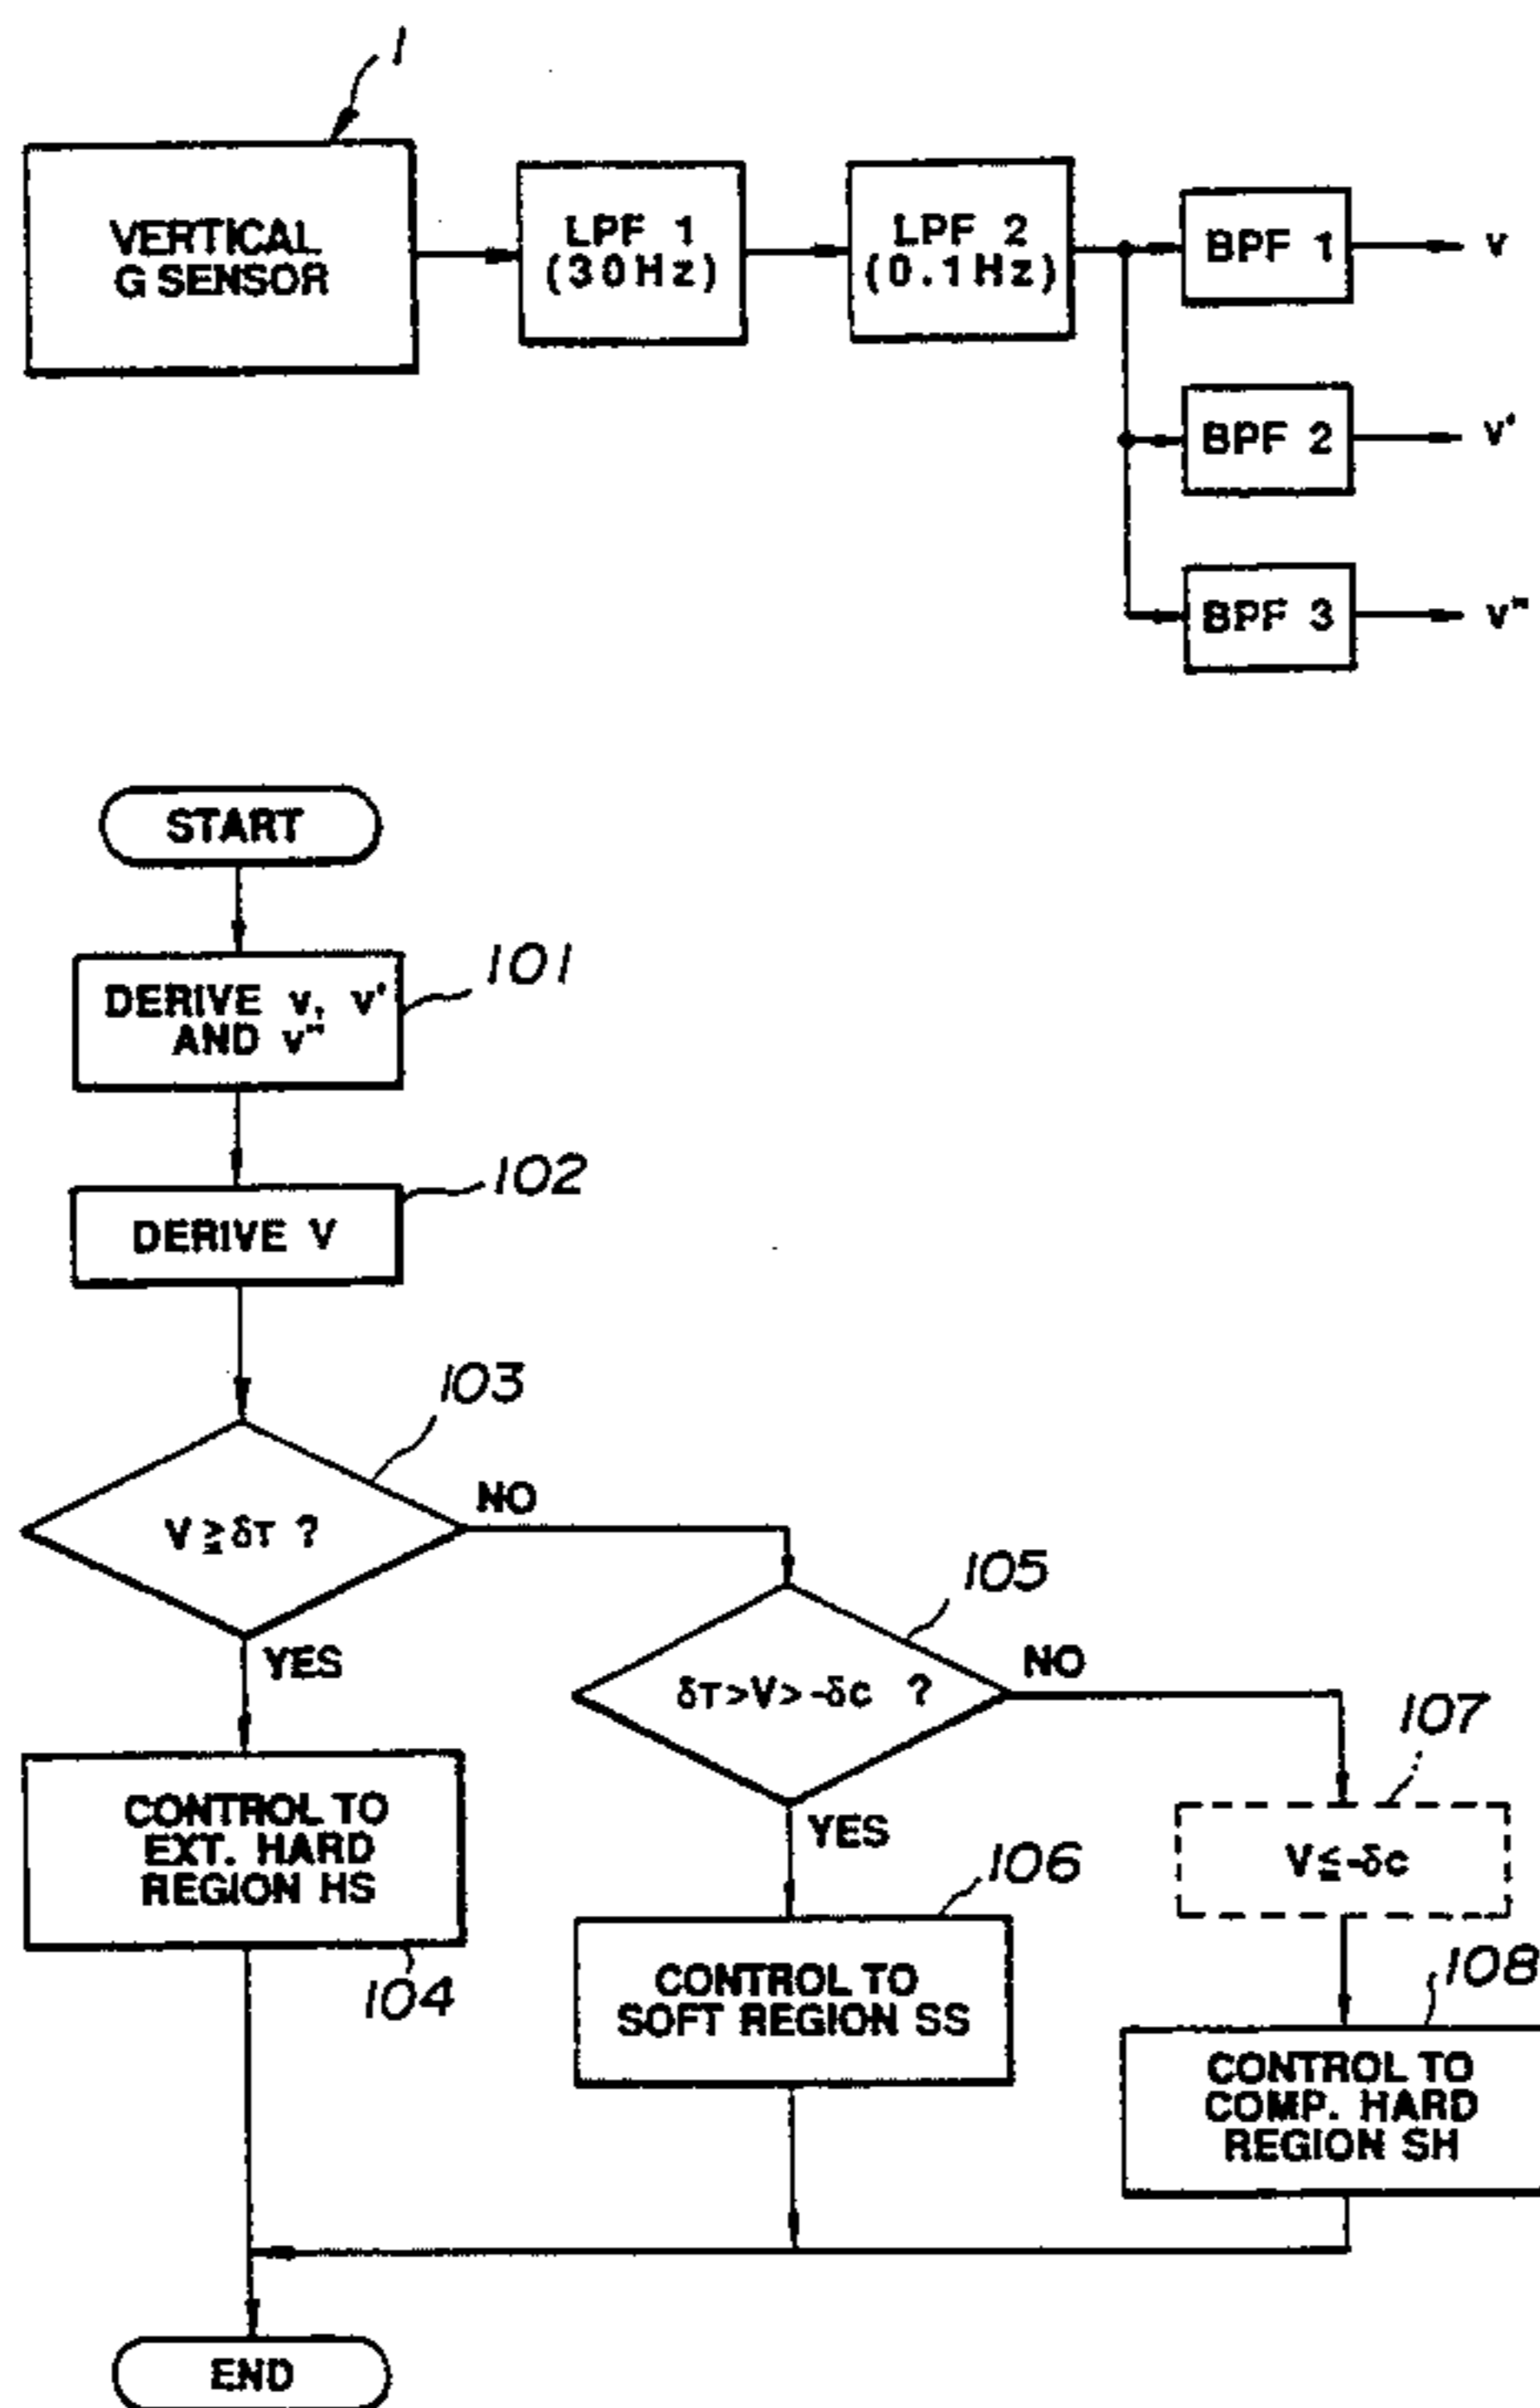 1
VERTICAL
G SENSOR
LPF 1
(30Hz)
LPF 2
(0.1Hz)
BPF 1
v
BPF 2
v'
BPF 3
v"
START
DERIVE v, v'
AND v"
101
DERIVE V
102
103
V ≧ δT ?
NO
YES
105
δT>V>-δC ?
NO
YES
107
V≦-δC
CONTROL TO
EXT. HARD
REGION HS
104
106
CONTROL TO
SOFT REGION SS
108
CONTROL TO
COMP. HARD
REGION SH
END